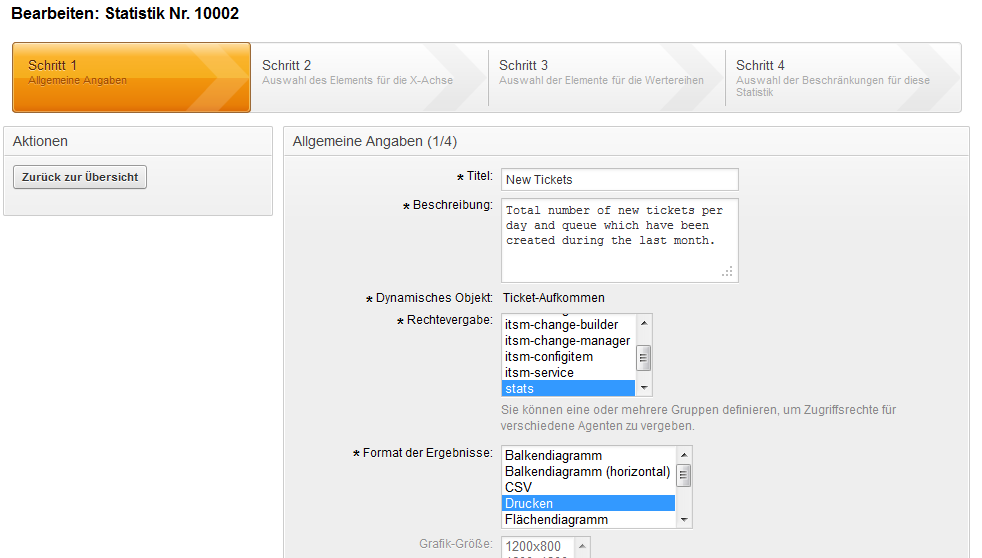 Bearbeiten: Statistik Nr. 10002
Schritt 1
Allgemeine Angaben
Schritt 2
Auswahl des Elements für die X-Achse
Schritt 3
Auswahl der Elemente für die Wertereihen
Schritt 4
Auswahl der Beschränkungen für diese
Statistik
Aktionen
Zurück zur Übersicht
Allgemeine Angaben (1/4)
* Titel: New Tickets
* Beschreibung: Total number of new tickets per
day and queue which have been
created during the last month.
* Dynamisches Objekt: Ticket-Aufkommen
* Rechtevergabe:
itsm-change-builder
itsm-change-manager
itsm-configitem
itsm-service
stats
Sie können eine oder mehrere Gruppen definieren, um Zugriffsrechte für
verschiedene Agenten zu vergeben.
* Format der Ergebnisse: Balkendiagramm
Balkendiagramm (horizontal)
CSV
Drucken
Flächendiagramm
Grafik-Größe: 1200x800